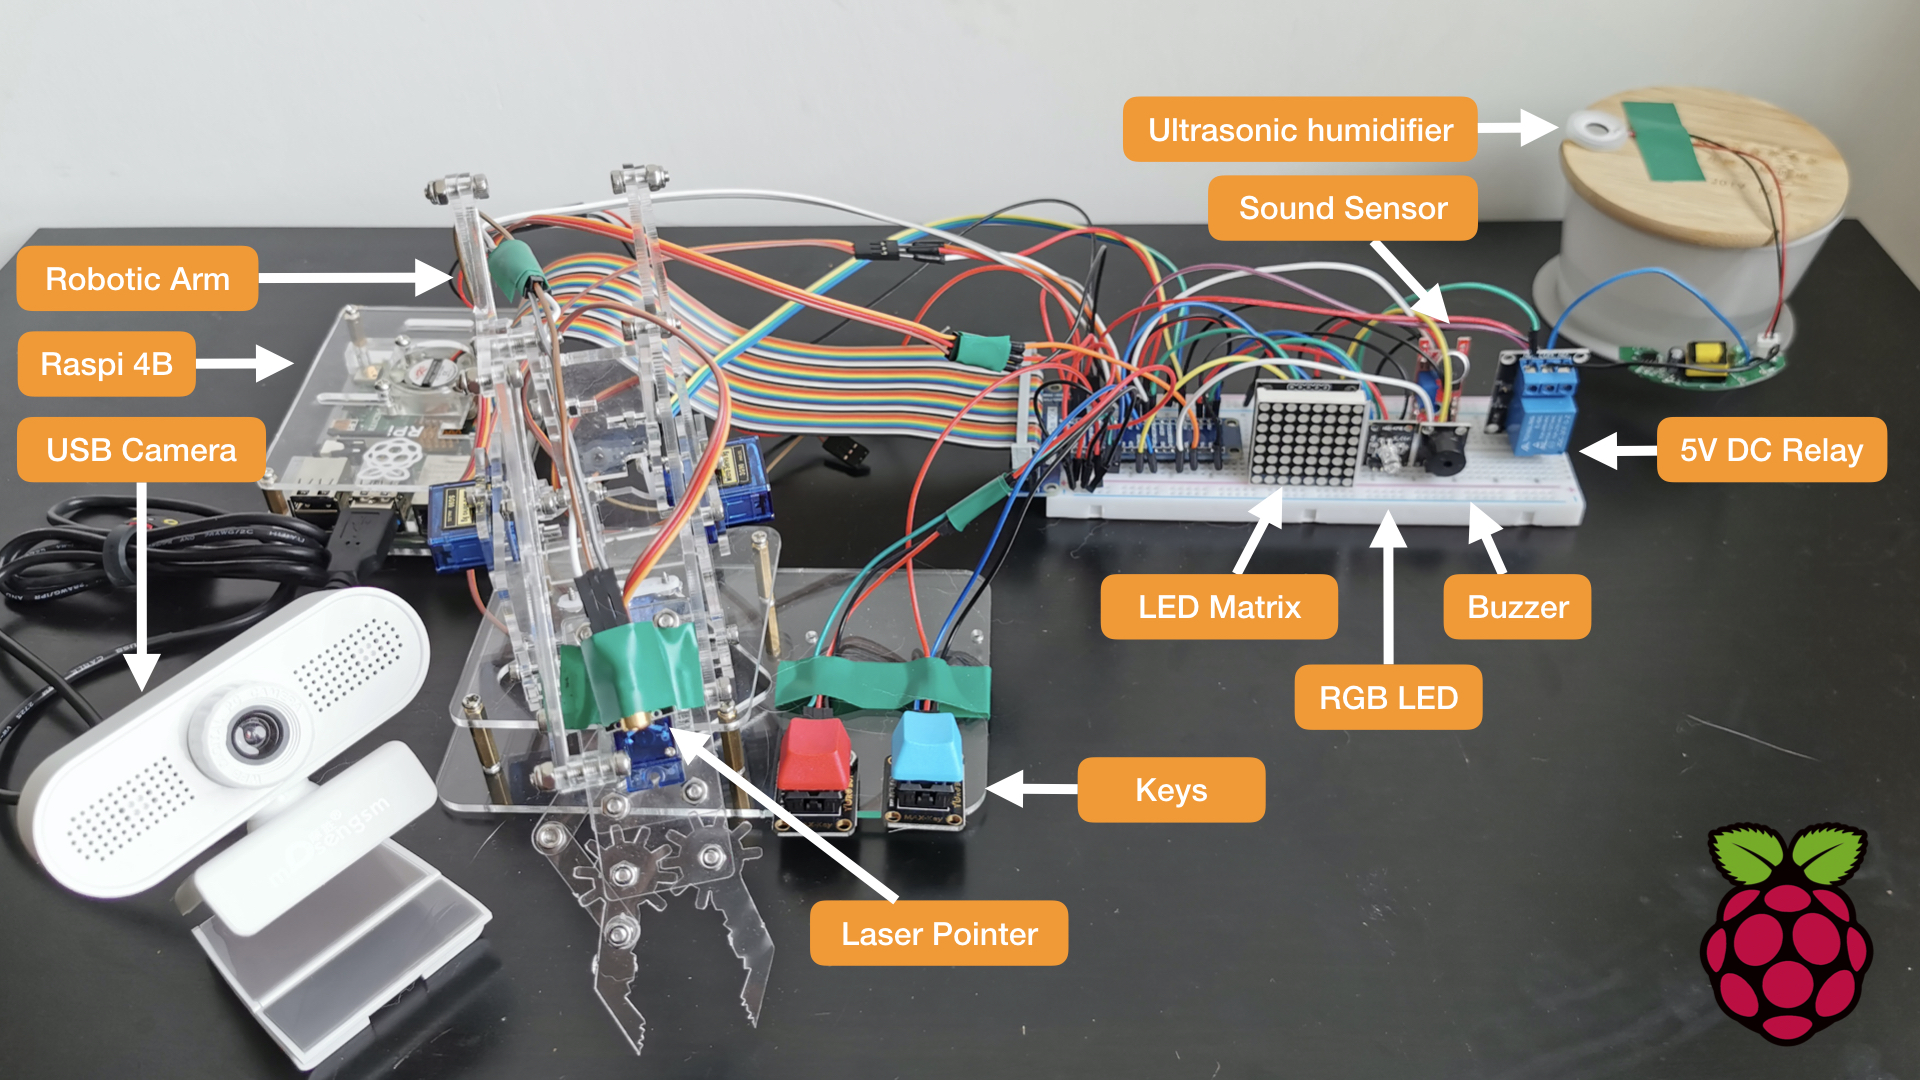 Ultrasonic humidifier
Sound Sensor
Robotic Arm
Raspi 4B
USB Camera
5V DC Relay
LED Matrix
Buzzer
RGB LED
Keys
Laser Pointer